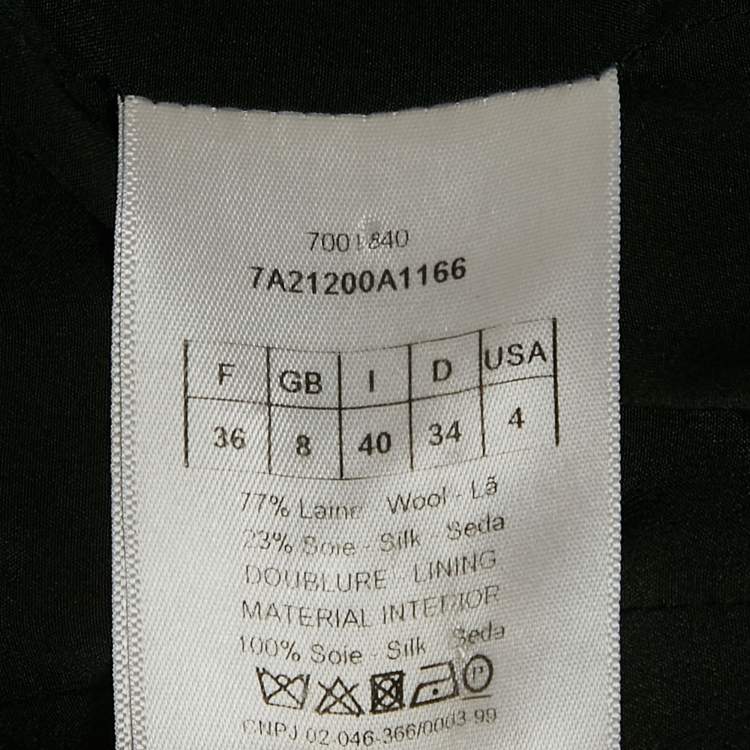 7001840
7A21200A1166
F GB I D USA
36 8 40 34 4
77% Laine Wool - Lã
23% Soie - Silk - Seda
DOUBLURE - LINING
MATERIAL INTERIOR
100% Soie - Silk - Seda
P
CNPJ 02-046-366/0003-99